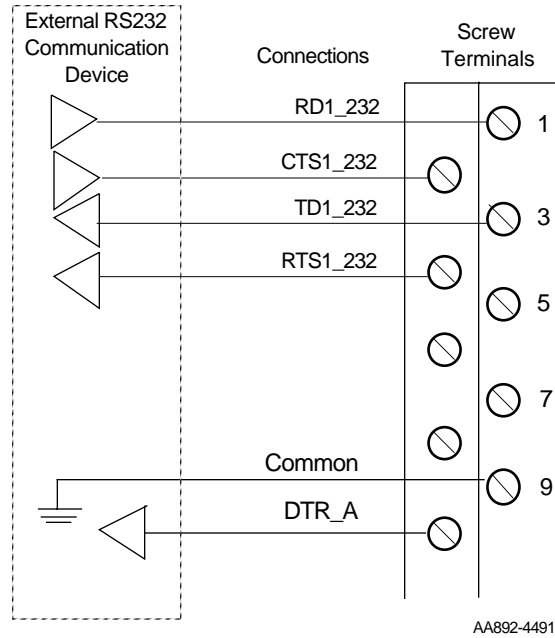 External RS232
Communication
Device
Connections
Screw
Terminals
RD1_232
1
CTS1_232
TD1_232
3
RTS1_232
5
7
Common
9
DTR_A
AA892-4491